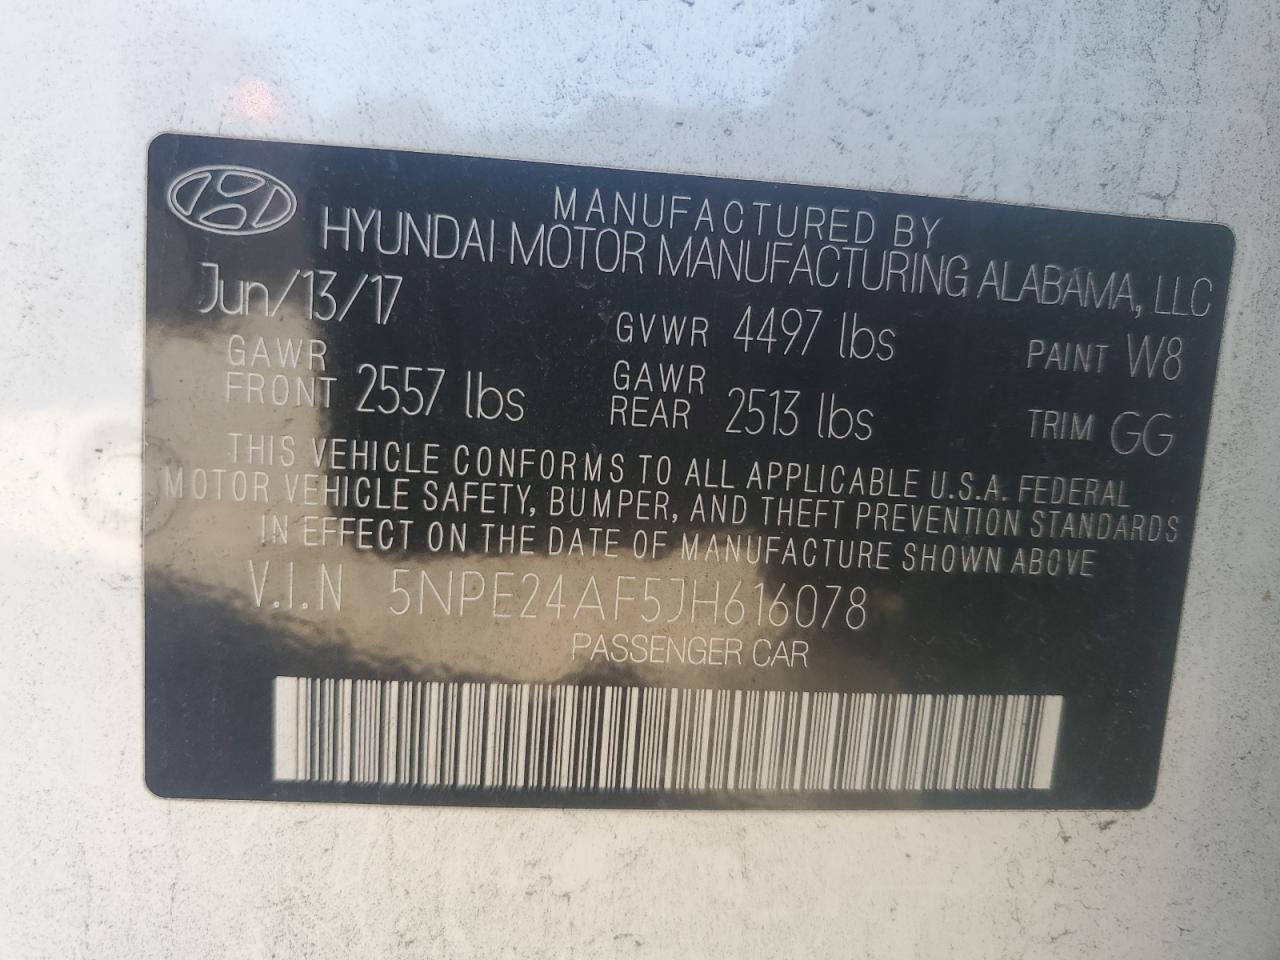 MANUFACTURED BY
HYUNDAI MOTOR MANUFACTURING ALABAMA, LLC
Jun/13/17
GVWR 4497 lbs
PAINT W8
GAWR
FRONT 2557 lbs
GAWR
REAR 2513 lbs
TRIM GG
THIS VEHICLE CONFORMS TO ALL APPLICABLE U.S.A. FEDERAL
MOTOR VEHICLE SAFETY, BUMPER, AND THEFT PREVENTION STANDARDS
IN EFFECT ON THE DATE OF MANUFACTURE SHOWN ABOVE
V.I.N 5NPE24AF5JH616078
PASSENGER CAR